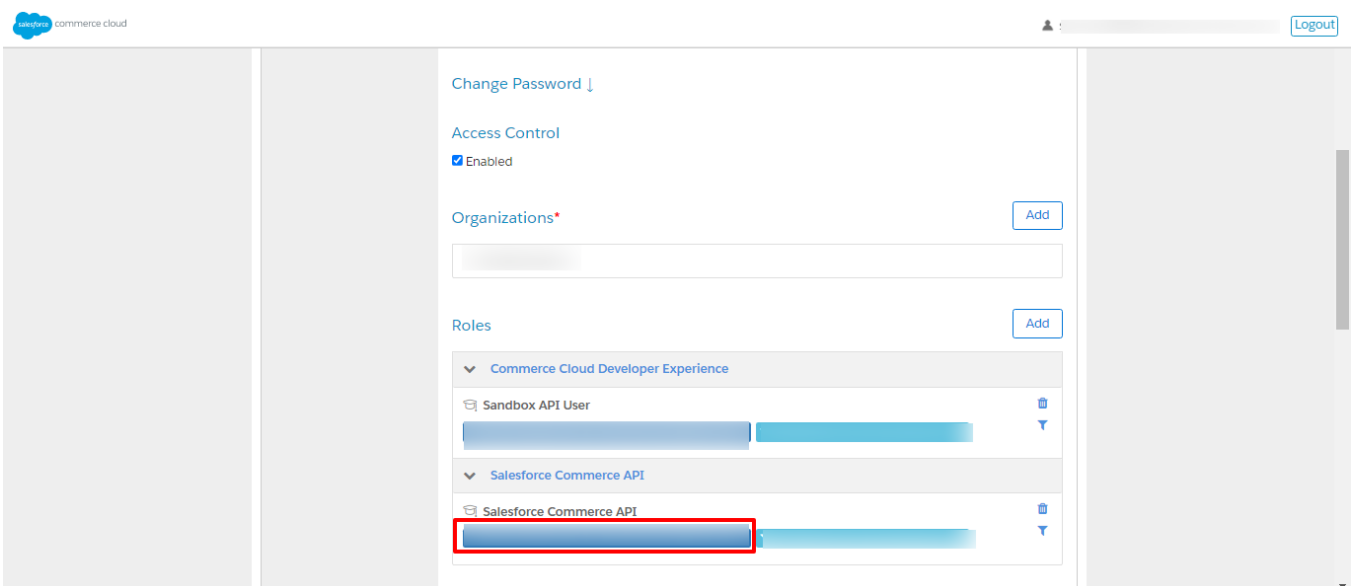 salesforce commerce cloud
Logout
Change Password ↓
Access Control
Enabled
Organizations*
Add
Roles
Add
Commerce Cloud Developer Experience
Sandbox API User
Salesforce Commerce API
Salesforce Commerce API